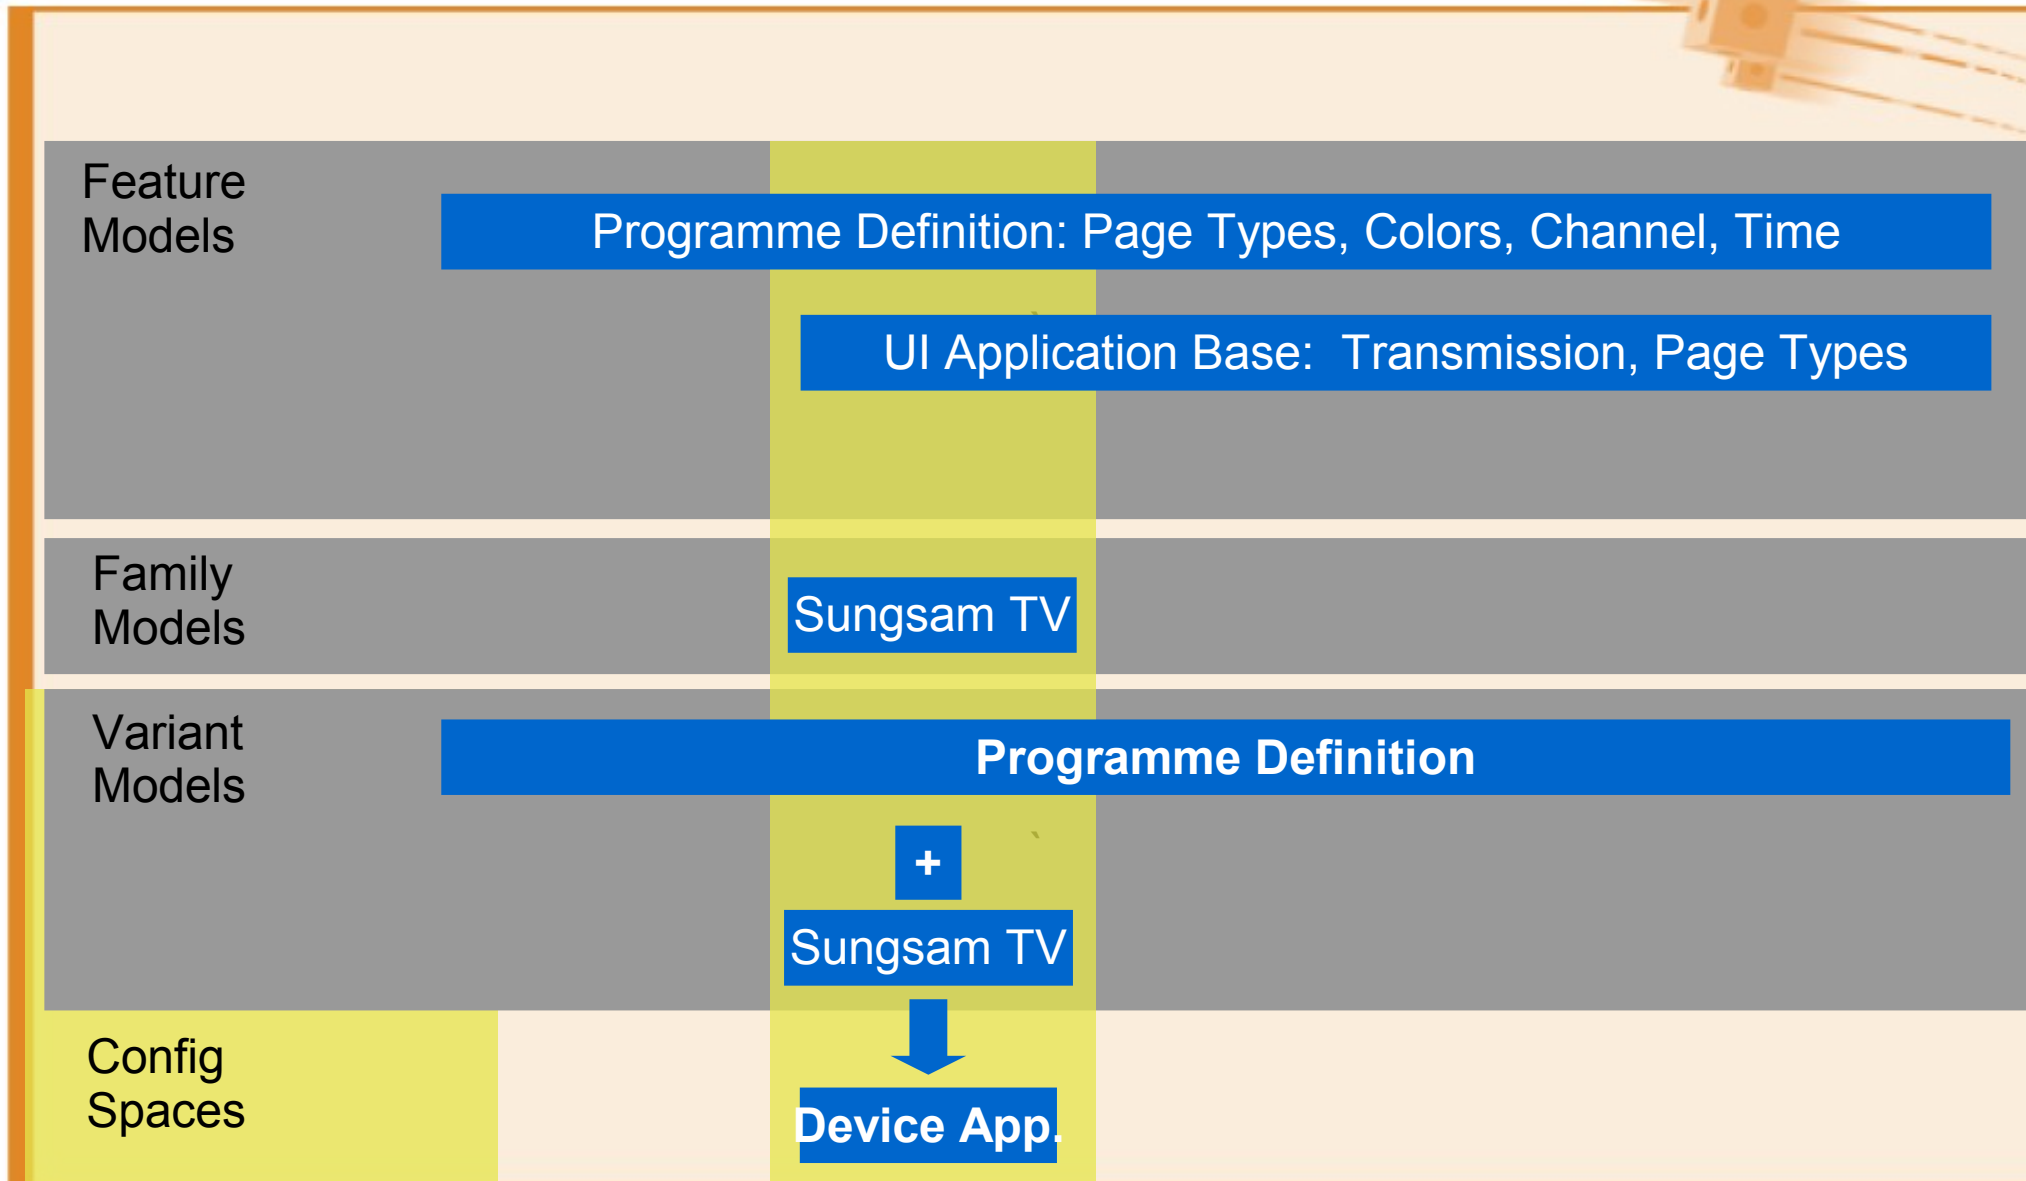 Feature
Models
Programme Definition: Page Types, Colors, Channel, Time
`
UI Application Base:  Transmission, Page Types
Family
Models
Sungsam TV
Variant
Models
Programme Definition
+
`
Sungsam TV
Config
Spaces
Device App.